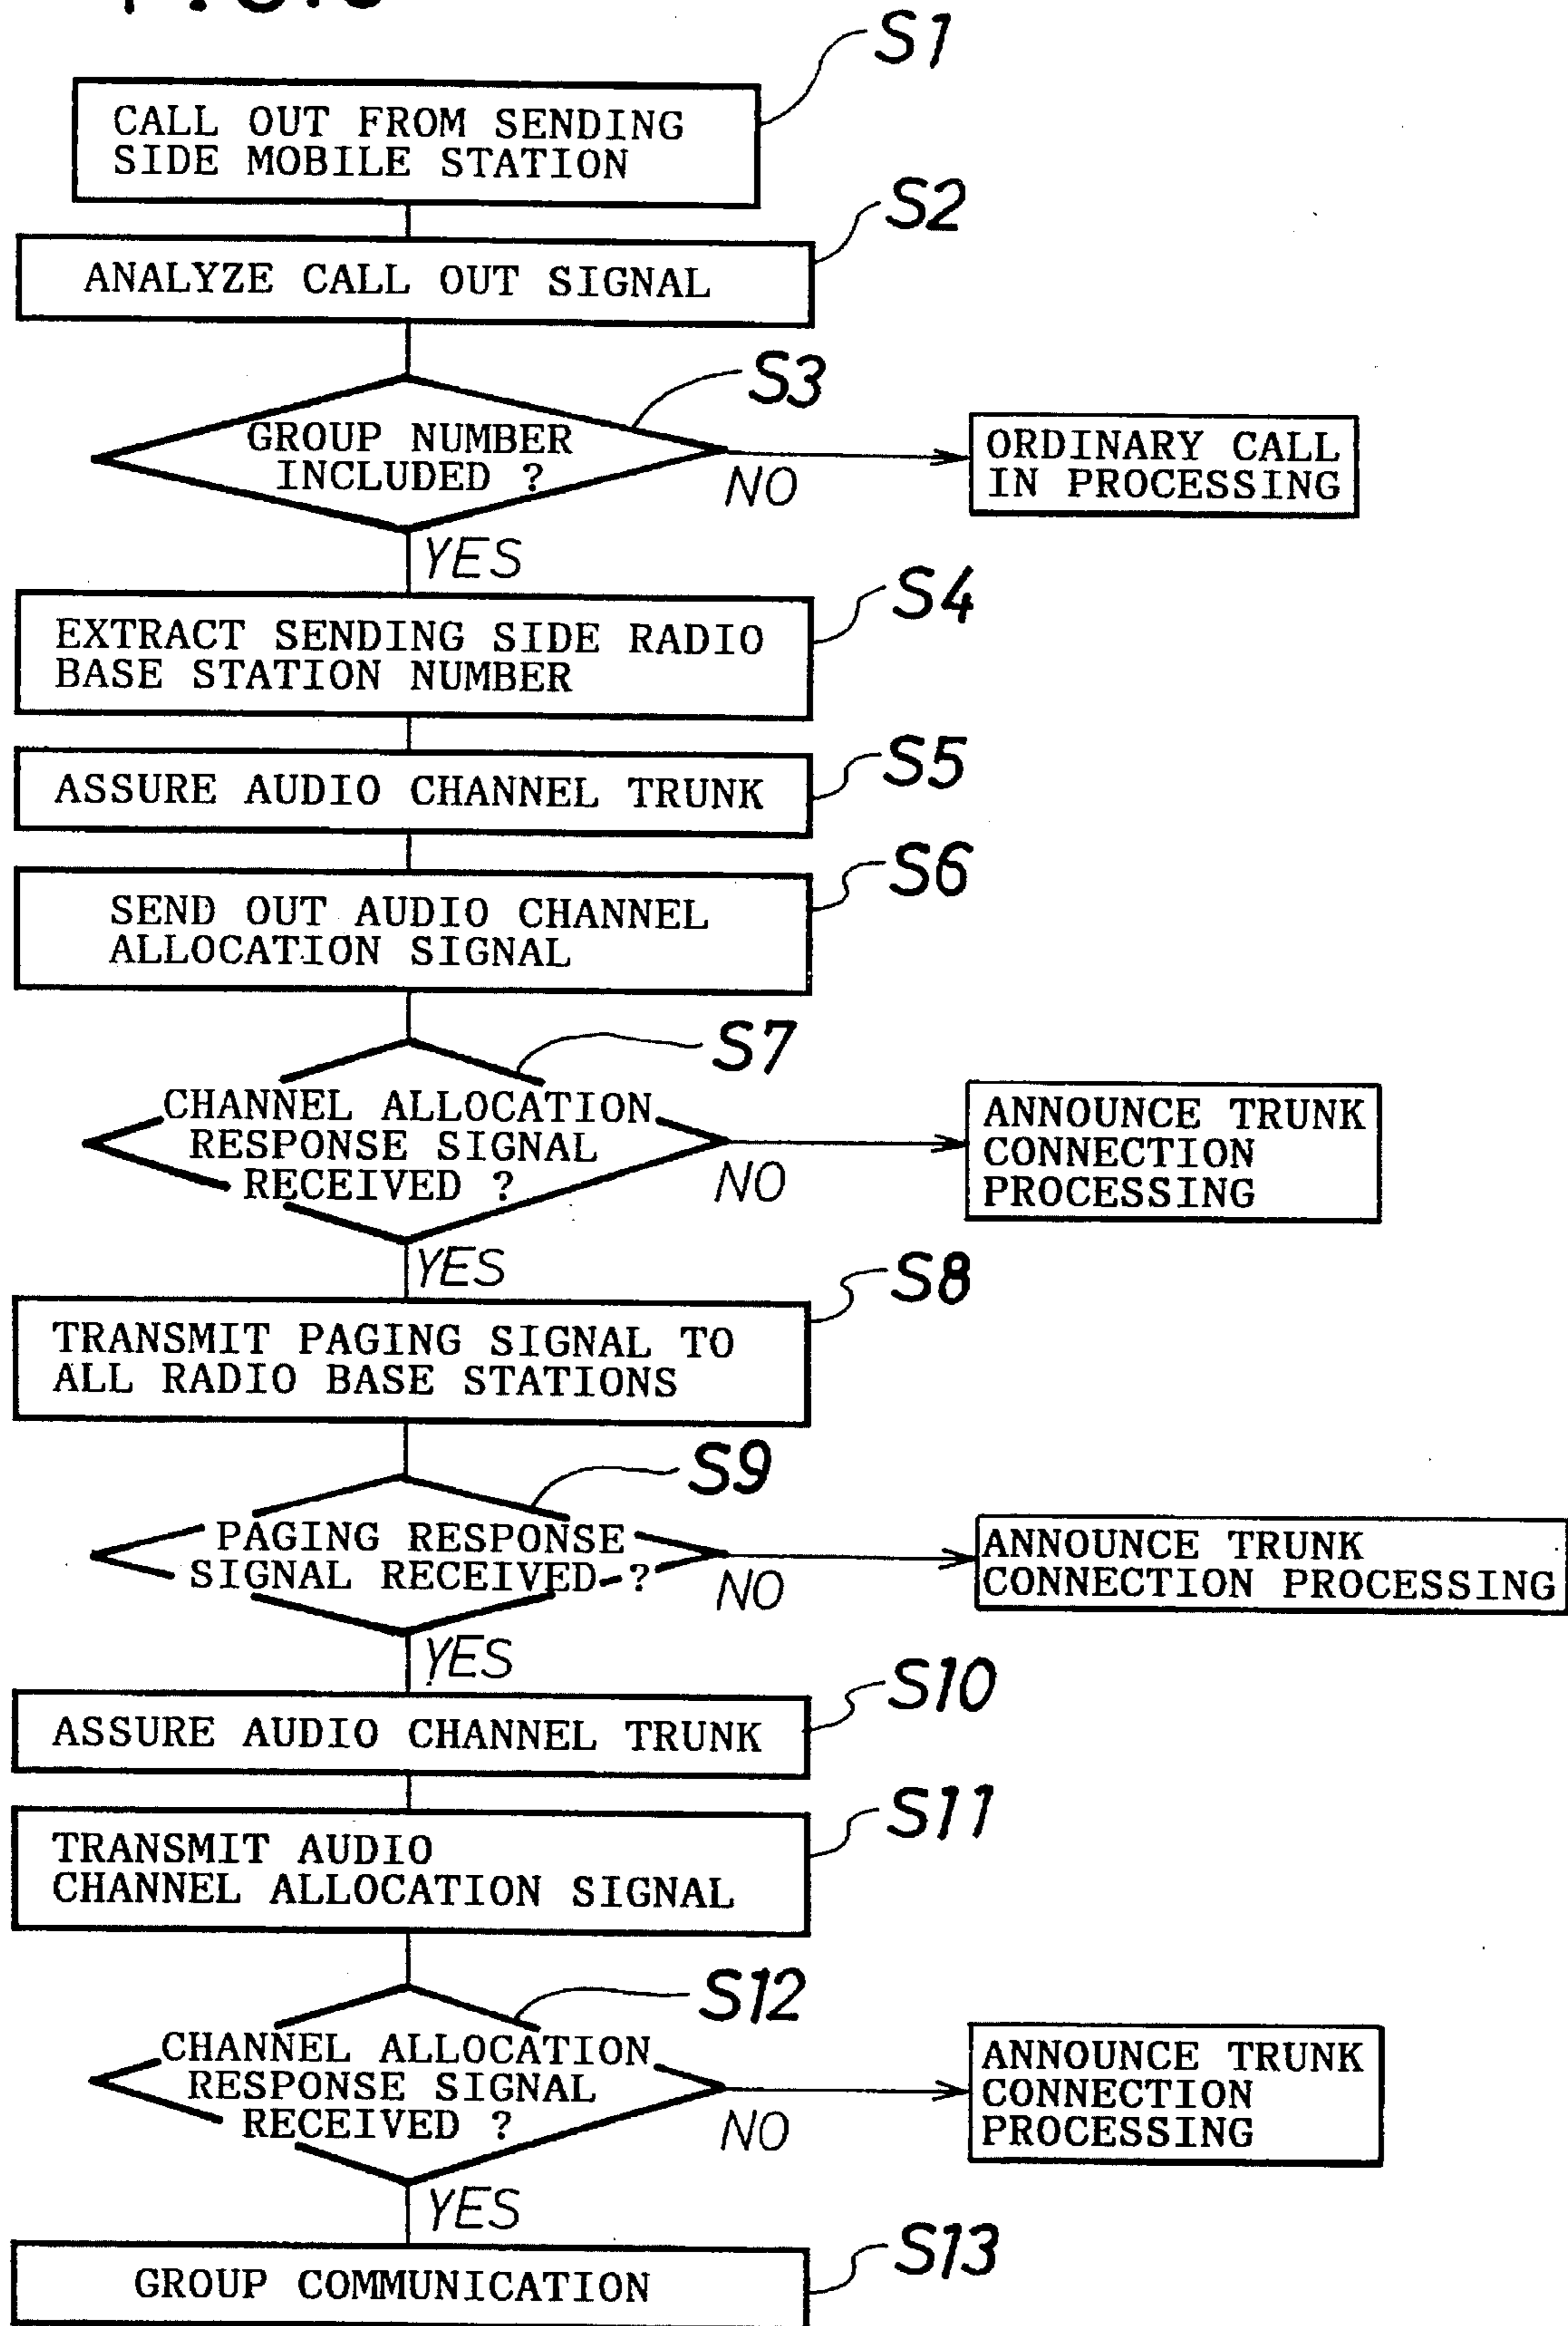 S1
CALL OUT FROM SENDING
SIDE MOBILE STATION
S2
ANALYZE CALL OUT SIGNAL
S3
GROUP NUMBER
INCLUDED ?
NO
ORDINARY CALL
IN PROCESSING
YES
S4
EXTRACT SENDING SIDE RADIO
BASE STATION NUMBER
S5
ASSURE AUDIO CHANNEL TRUNK
S6
SEND OUT AUDIO CHANNEL
ALLOCATION SIGNAL
S7
CHANNEL ALLOCATION
RESPONSE SIGNAL
RECEIVED ?
NO
ANNOUNCE TRUNK
CONNECTION
PROCESSING
YES
S8
TRANSMIT PAGING SIGNAL TO
ALL RADIO BASE STATIONS
S9
PAGING RESPONSE
SIGNAL RECEIVED ?
NO
ANNOUNCE TRUNK
CONNECTION PROCESSING
YES
S10
ASSURE AUDIO CHANNEL TRUNK
S11
TRANSMIT AUDIO
CHANNEL ALLOCATION SIGNAL
S12
CHANNEL ALLOCATION
RESPONSE SIGNAL
RECEIVED ?
NO
ANNOUNCE TRUNK
CONNECTION
PROCESSING
YES
S13
GROUP COMMUNICATION